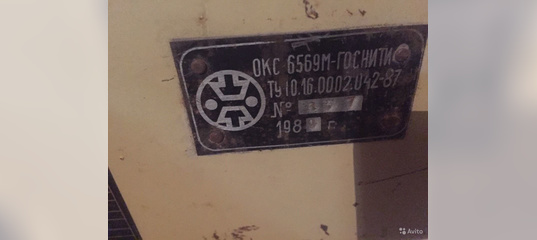 ОКС 6569М-ГОСНИТИ
ТУ 10.16.0002.042-87
№
198 г.
Avito